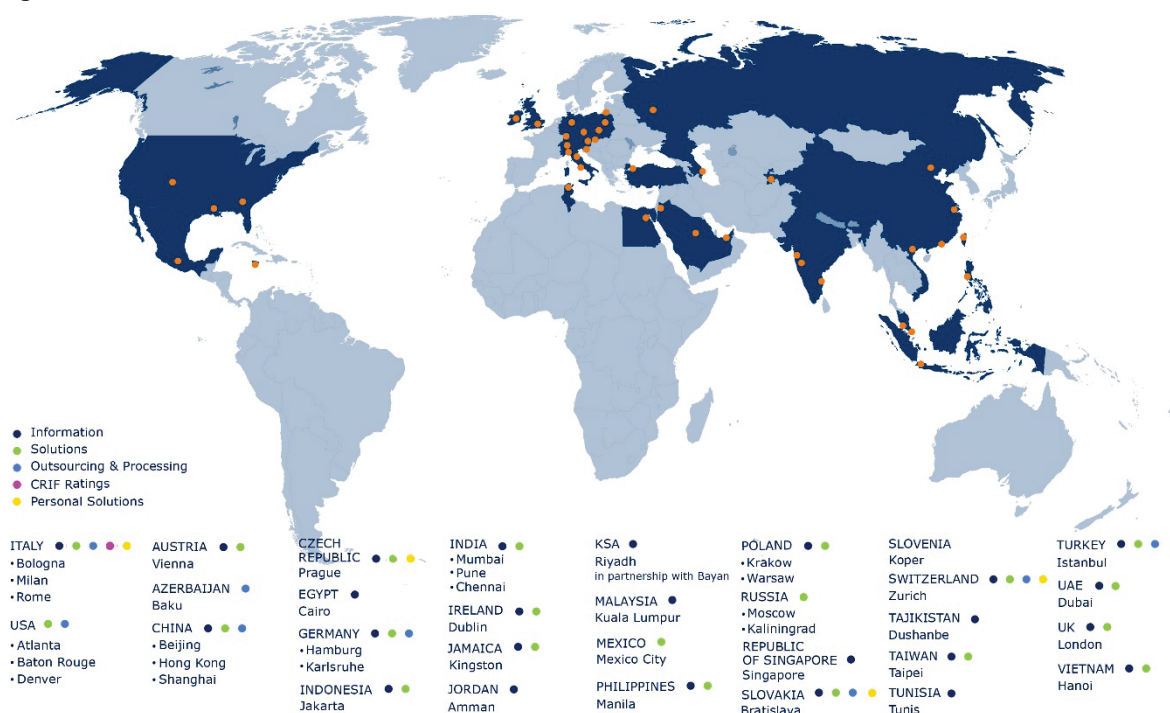 Information
Solutions
Outsourcing & Processing
CRIF Ratings
Personal Solutions
ITALY
• Bologna
• Milan
• Rome
USA
• Atlanta
• Baton Rouge
• Denver
AUSTRIA
Vienna
AZERBAIJAN
Baku
CHINA
• Beijing
• Hong Kong
• Shanghai
CZECH
REPUBLIC
Prague
EGYPT
Cairo
GERMANY
• Hamburg
• Karlsruhe
INDONESIA
Jakarta
INDIA
• Mumbai
• Pune
• Chennai
IRELAND
Dublin
JAMAICA
Kingston
JORDAN
Amman
KSA
Riyadh
in partnership with Bayan
MALAYSIA
Kuala Lumpur
MEXICO
Mexico City
PHILIPPINES
Manila
POLAND
• Krakow
• Warsaw
RUSSIA
• Moscow
• Kaliningrad
REPUBLIC
OF SINGAPORE
Singapore
SLOVAKIA
Bratislava
SLOVENIA
Koper
SWITZERLAND
Zurich
TAJIKISTAN
Dushanbe
TAIWAN
Taipei
TUNISIA
Tunis
TURKEY
Istanbul
UAE
Dubai
UK
London
VIETNAM
Hanoi